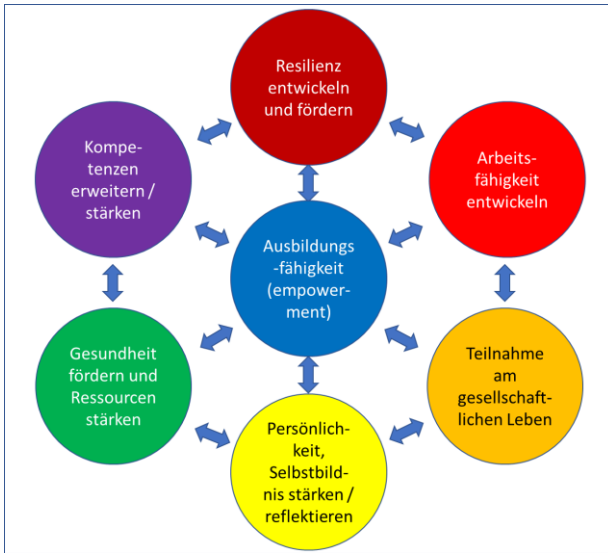 Resilienz
entwickeln
und fördern
Kompe-
tenzen
erweitern /
stärken
Arbeits-
fähigkeit
entwickeln
Ausbildungs
-fähigkeit
(empower-
ment)
Gesundheit
fördern und
Ressourcen
stärken
Teilnahme
am
gesellschaft-
lichen Leben
Persönlich-
keit,
Selbstbild-
nis stärken /
reflektieren